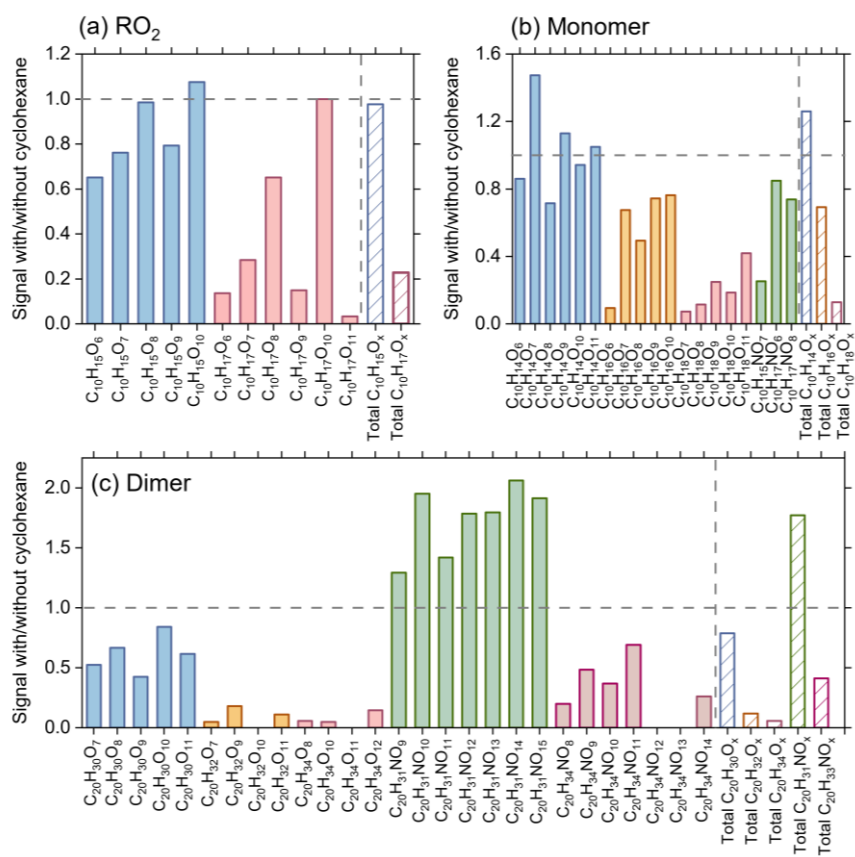 (a) RO₂
Signal with/without cyclohexane
1.2
1.0
0.8
0.6
0.4
0.2
0.0
C₁₀H₁₅O₆
C₁₀H₁₅O₇
C₁₀H₁₅O₈
C₁₀H₁₅O₉
C₁₀H₁₅O₁₀
C₁₀H₁₇O₆
C₁₀H₁₇O₇
C₁₀H₁₇O₈
C₁₀H₁₇O₉
C₁₀H₁₇O₁₀
C₁₀H₁₇O₁₁
Total C₁₀H₁₅Oₓ
Total C₁₀H₁₇Oₓ
(b) Monomer
Signal with/without cyclohexane
1.6
1.2
0.8
0.4
0.0
C₁₀H₁₄O₆
C₁₀H₁₄O₇
C₁₀H₁₄O₈
C₁₀H₁₄O₉
C₁₀H₁₄O₁₀
C₁₀H₁₄O₁₁
C₁₀H₁₆O₆
C₁₀H₁₆O₇
C₁₀H₁₆O₈
C₁₀H₁₆O₉
C₁₀H₁₆O₁₀
C₁₀H₁₈O₇
C₁₀H₁₈O₈
C₁₀H₁₈O₉
C₁₀H₁₈O₁₀
C₁₀H₁₈O₁₁
C₁₀H₁₅NO₇
C₁₀H₁₇NO₆
C₁₀H₁₇NO₈
Total C₁₀H₁₄Oₓ
Total C₁₀H₁₆Oₓ
Total C₁₀H₁₈Oₓ
(c) Dimer
Signal with/without cyclohexane
2.0
1.5
1.0
0.5
0.0
C₂₀H₃₀O₇
C₂₀H₃₀O₈
C₂₀H₃₀O₉
C₂₀H₃₀O₁₀
C₂₀H₃₀O₁₁
C₂₀H₃₂O₇
C₂₀H₃₂O₉
C₂₀H₃₂O₁₀
C₂₀H₃₂O₁₁
C₂₀H₃₄O₈
C₂₀H₃₄O₁₀
C₂₀H₃₄O₁₁
C₂₀H₃₄O₁₂
C₂₀H₃₁NO₉
C₂₀H₃₁NO₁₀
C₂₀H₃₁NO₁₁
C₂₀H₃₁NO₁₂
C₂₀H₃₁NO₁₃
C₂₀H₃₁NO₁₄
C₂₀H₃₁NO₁₅
C₂₀H₃₄NO₈
C₂₀H₃₄NO₉
C₂₀H₃₄NO₁₀
C₂₀H₃₄NO₁₁
C₂₀H₃₄NO₁₂
C₂₀H₃₄NO₁₃
C₂₀H₃₄NO₁₄
Total C₂₀H₃₀Oₓ
Total C₂₀H₃₂Oₓ
Total C₂₀H₃₄Oₓ
Total C₂₀H₃₁NOₓ
Total C₂₀H₃₃NOₓ